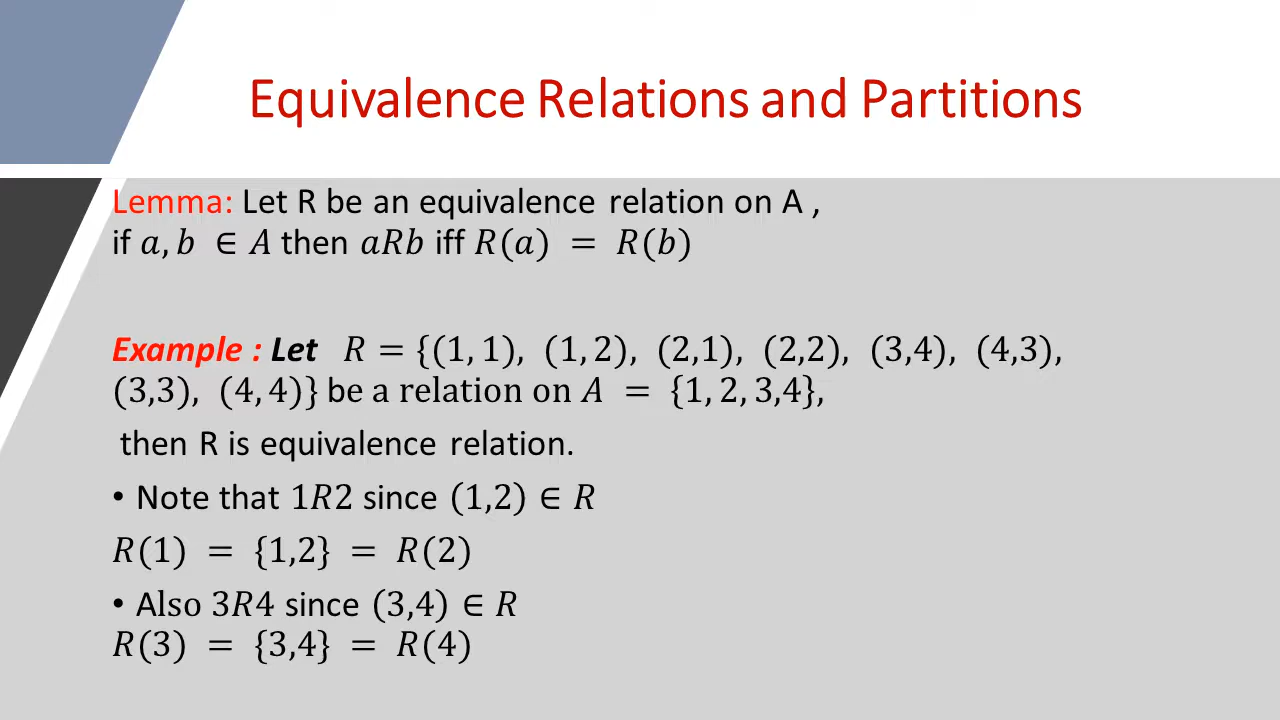 Equivalence Relations and Partitions
Lemma: Let R be an equivalence relation on A ,
if 𝑎, 𝑏 ∈ 𝐴 then 𝑎𝑅𝑏 iff 𝑅(𝑎) = 𝑅(𝑏)
Example : Let 𝑅 = {(1, 1), (1, 2), (2,1), (2,2), (3,4), (4,3),
(3,3), (4, 4)} be a relation on 𝐴 = {1, 2, 3,4},
then R is equivalence relation.
• Note that 1𝑅2 since (1,2) ∈ 𝑅
𝑅(1) = {1,2} = 𝑅(2)
• Also 3𝑅4 since (3,4) ∈ 𝑅
𝑅(3) = {3,4} = 𝑅(4)